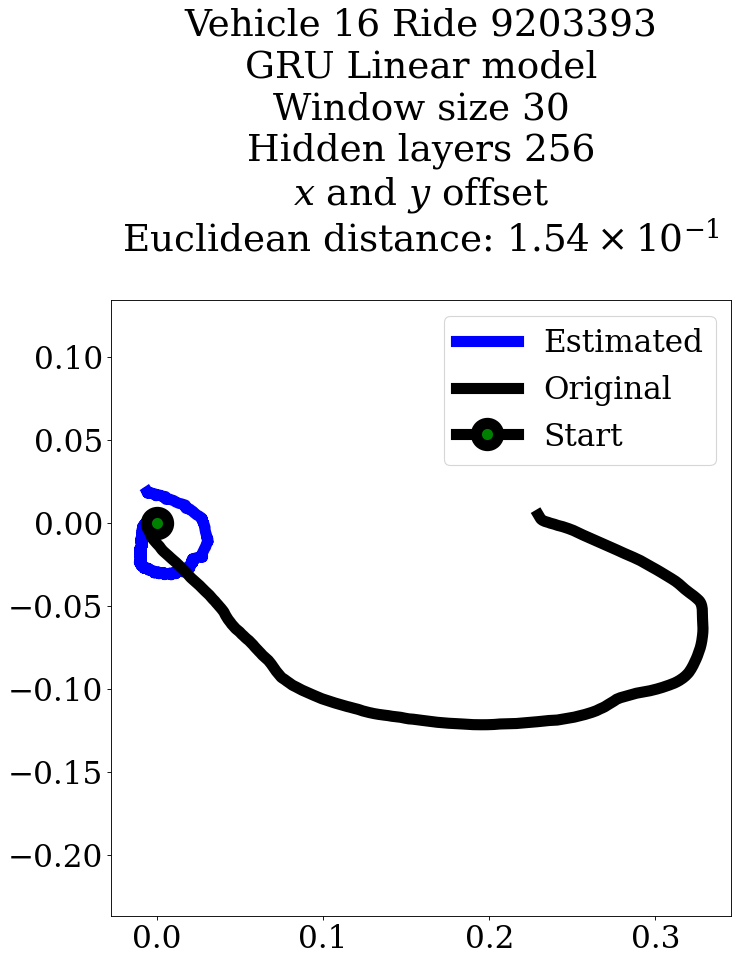 Vehicle 16 Ride 9203393
GRU Linear model
Window size 30
Hidden layers 256
x and y offset
Euclidean distance: 1.54 × 10⁻¹
Estimated
Original
Start
0.10
0.05
0.00
−0.05
−0.10
−0.15
−0.20
0.0 0.1 0.2 0.3